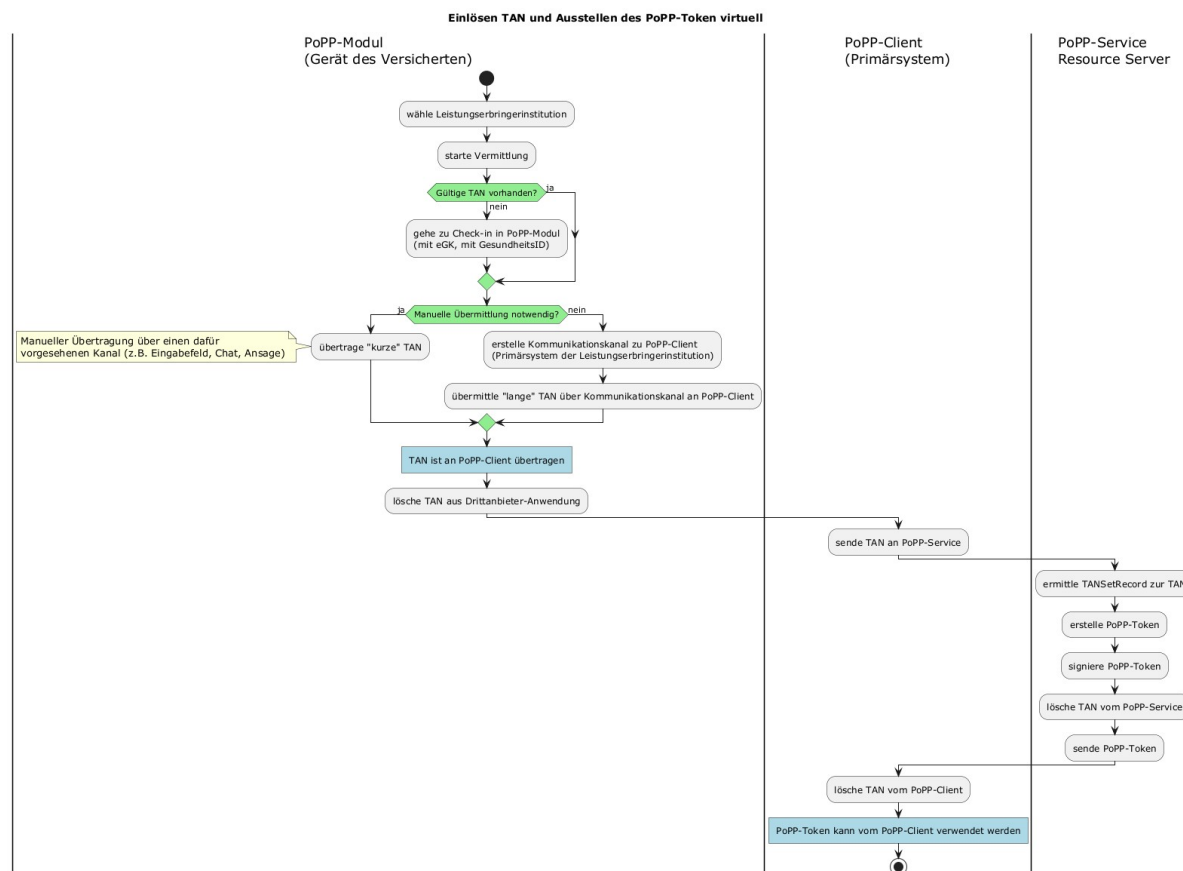 Einlösen TAN und Ausstellen des PoPP-Token virtuell
PoPP-Modul
(Gerät des Versicherten)
PoPP-Client
(Primärsystem)
PoPP-Service
Resource Server
wähle Leistungserbringerinstitution
starte Vermittlung
Gültige TAN vorhanden?
ja
nein
gehe zu Check-in in PoPP-Modul
(mit eGK, mit GesundheitsID)
Manuelle Übermittlung notwendig?
ja
nein
Manueller Übertragung über einen dafür
vorgesehenen Kanal (z.B. Eingabefeld, Chat, Ansage)
übertrage "kurze" TAN
erstelle Kommunikationskanal zu PoPP-Client
(Primärsystem der Leistungserbringerinstitution)
übermittle "lange" TAN über Kommunikationskanal an PoPP-Client
TAN ist an PoPP-Client übertragen
lösche TAN aus Drittanbieter-Anwendung
sende TAN an PoPP-Service
ermittle TANSetRecord zur TAN
erstelle PoPP-Token
signiere PoPP-Token
lösche TAN vom PoPP-Service
sende PoPP-Token
lösche TAN vom PoPP-Client
PoPP-Token kann vom PoPP-Client verwendet werden